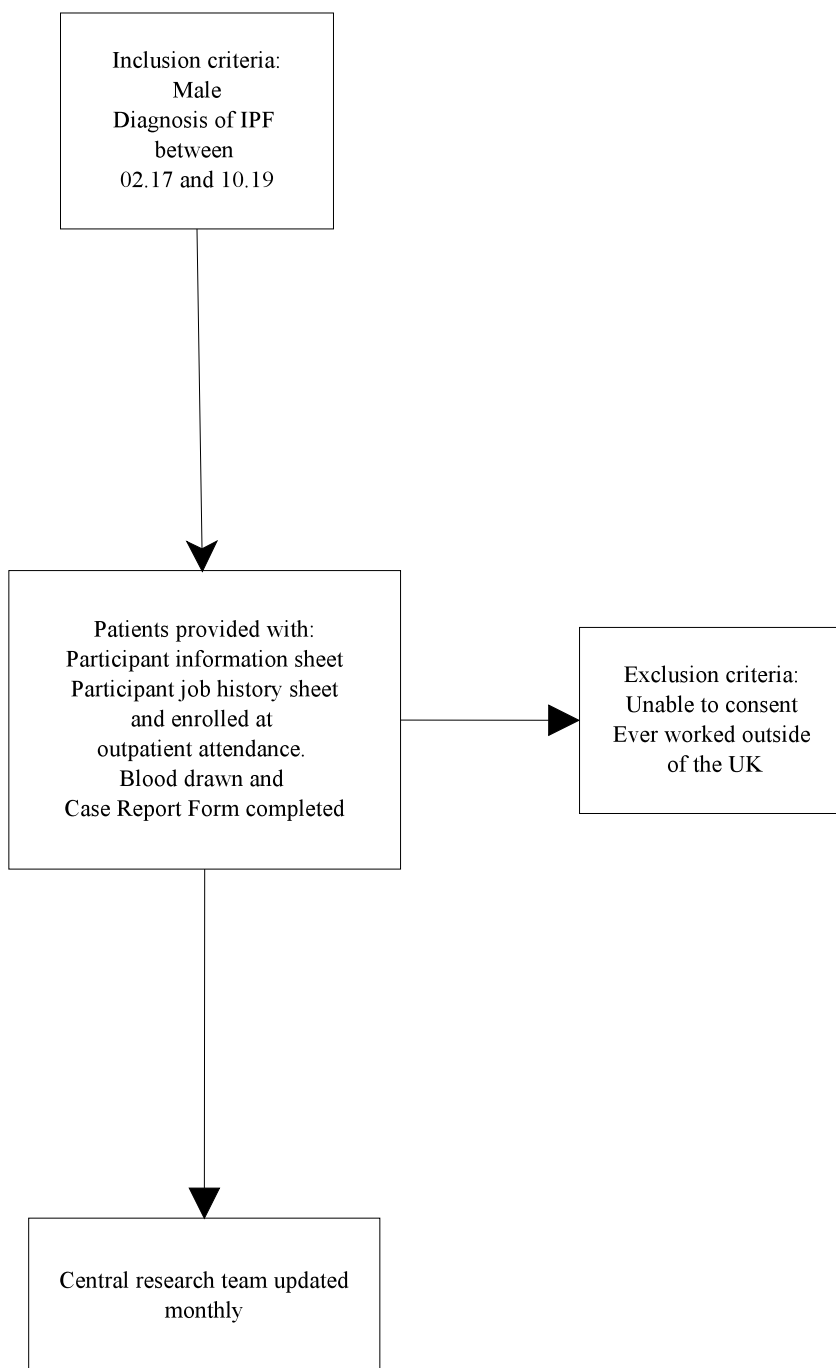 Inclusion criteria:
Male
Diagnosis of IPF
between
02.17 and 10.19
Patients provided with:
Participant information sheet
Participant job history sheet
and enrolled at
outpatient attendance.
Blood drawn and
Case Report Form completed
Exclusion criteria:
Unable to consent
Ever worked outside
of the UK
Central research team updated
monthly